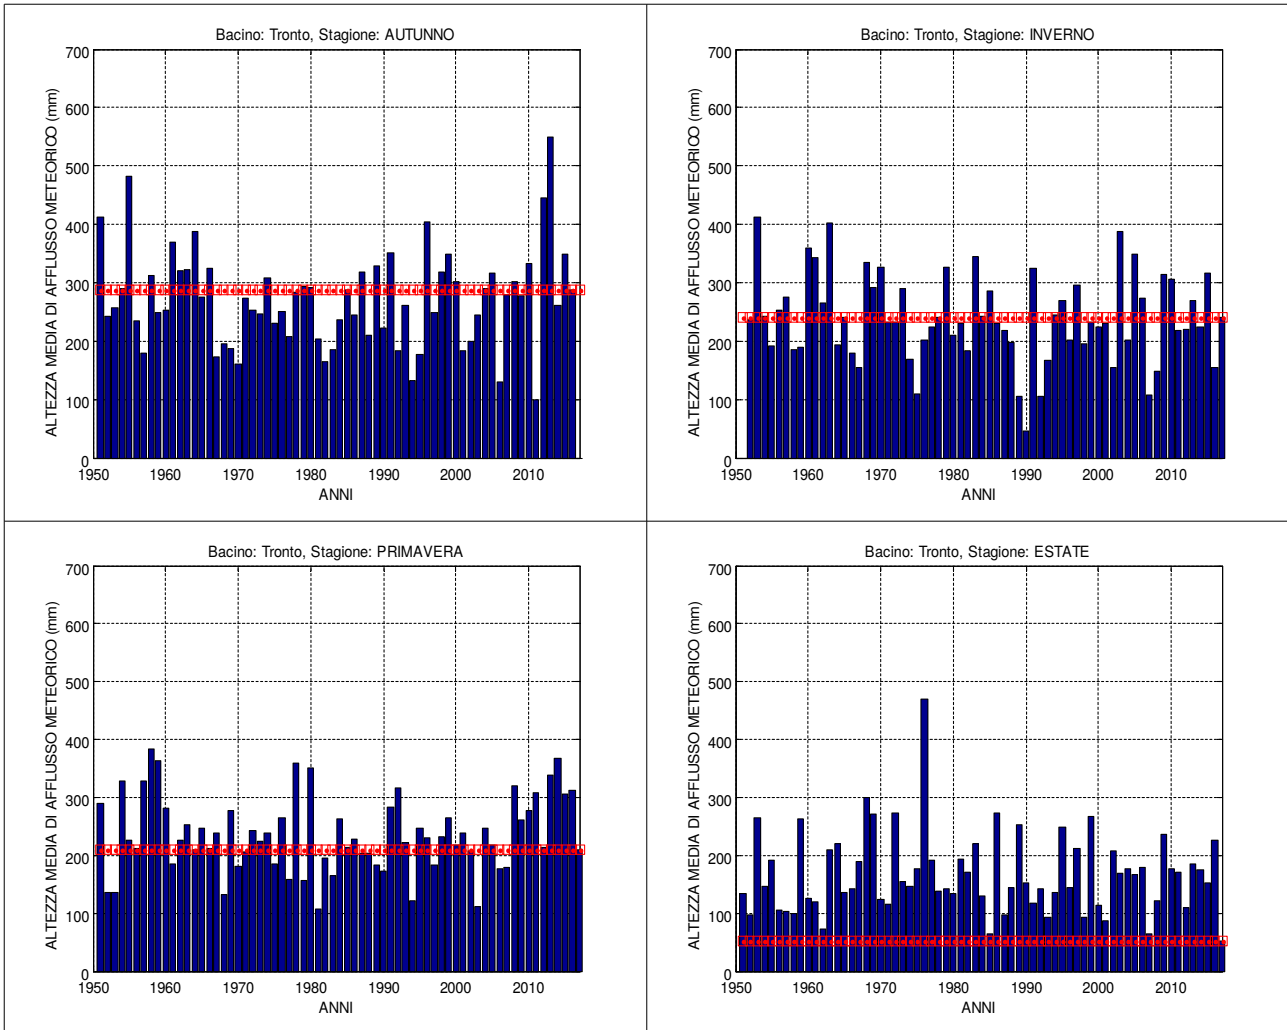 Bacino: Tronto, Stagione: AUTUNNO
700
600
500
400
300
200
100
0
ALTEZZA MEDIA DI AFFLUSSO METEORICO (mm)
1950 1960 1970 1980 1990 2000 2010
ANNI
Bacino: Tronto, Stagione: INVERNO
700
600
500
400
300
200
100
0
ALTEZZA MEDIA DI AFFLUSSO METEORICO (mm)
1950 1960 1970 1980 1990 2000 2010
ANNI
Bacino: Tronto, Stagione: PRIMAVERA
700
600
500
400
300
200
100
0
ALTEZZA MEDIA DI AFFLUSSO METEORICO (mm)
1950 1960 1970 1980 1990 2000 2010
ANNI
Bacino: Tronto, Stagione: ESTATE
700
600
500
400
300
200
100
0
ALTEZZA MEDIA DI AFFLUSSO METEORICO (mm)
1950 1960 1970 1980 1990 2000 2010
ANNI